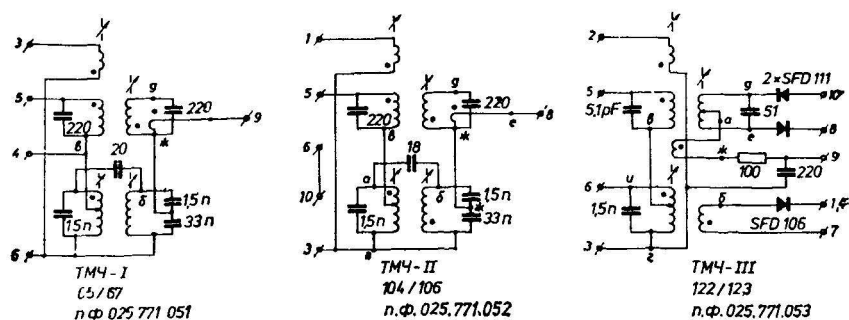 3
5
4
6
220
в
20
1,5n
g
220
9
ж
б
1,5n
33n
ТМЧ-I
65/67
п.ф. 025.771.051
1
5
6
10
3
220
в
18
а
1,5n
g
220
е
8
ж
б
1,5n
ж
33n
ТМЧ-II
104/106
п.ф. 025.771.052
2
5
5,1pF
в
6
и
1,5n
3
г
g
51
а
е
2×SFD 111
10
8
ж
9
100
220
б
SFD 106
7
ТМЧ-III
122/123
п.ф. 025.771.053